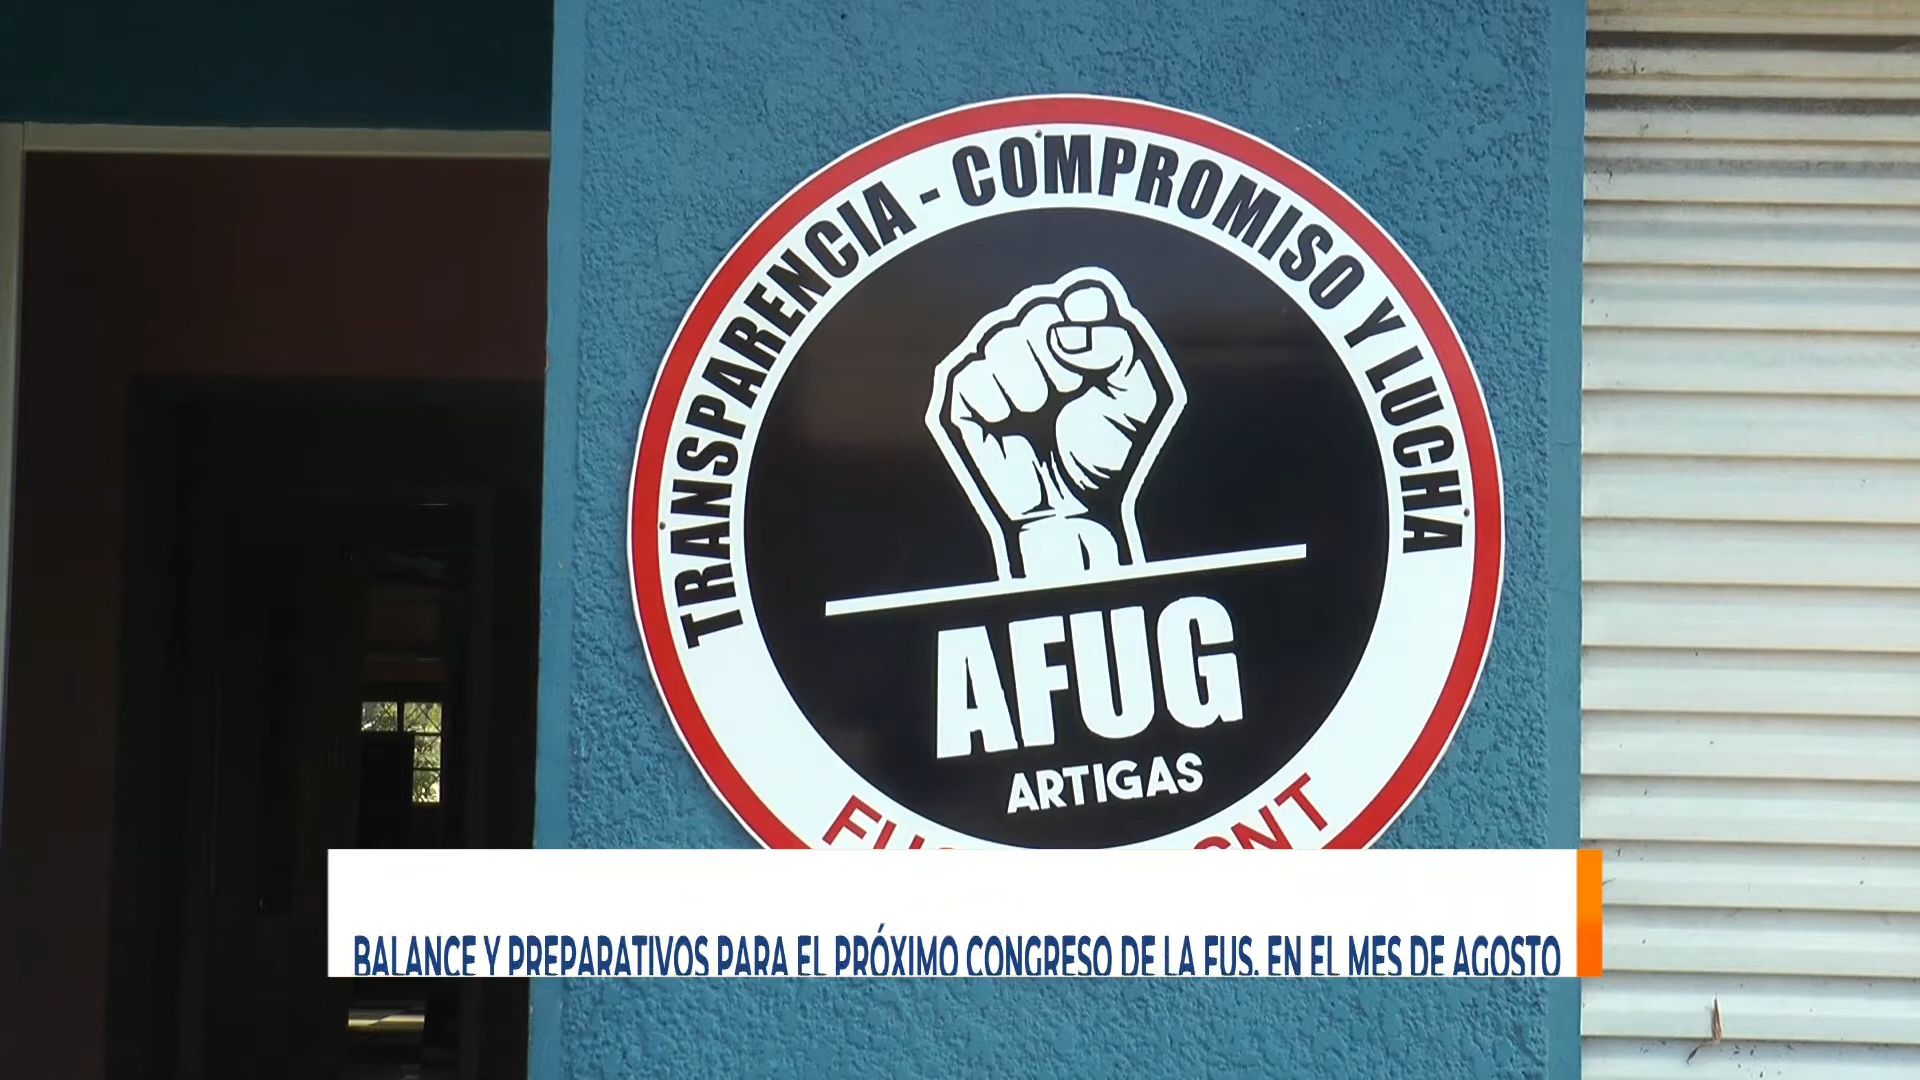 TRANSPARENCIA - COMPROMISO Y LUCHA
AFUG
ARTIGAS
BALANCE Y PREPARATIVOS PARA EL PRÓXIMO CONGRESO DE LA FUS, EN EL MES DE AGOSTO